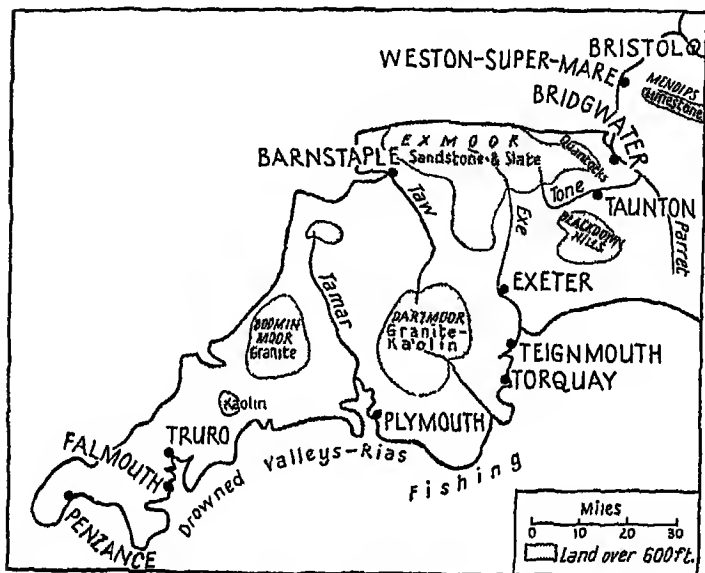 BRISTOL
WESTON-SUPER-MARE
MENDIPS
Limestone
BRIDGWATER
EXMOOR
Sandstone & Slate
Quantocks
BARNSTAPLE
Taw
Exe
Tone
TAUNTON
BLACKDOWN
HILLS
Parret
EXETER
Tamar
BODMIN
MOOR
Granite
DARTMOOR
Granite-
Kaolin
TEIGNMOUTH
TORQUAY
Kaolin
PLYMOUTH
TRURO
FALMOUTH
PENZANCE
Drowned Valleys-Rias
Fishing
Miles
0 10 20 30
Land over 600ft.